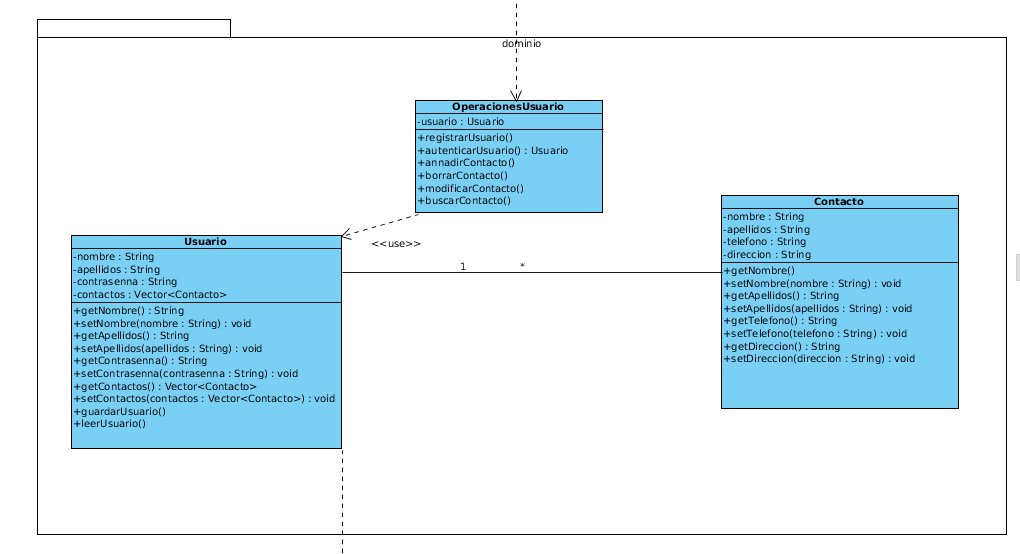 dominio
OperacionesUsuario
-usuario : Usuario
+registrarUsuario()
+autenticarUsuario() : Usuario
+annadirContacto()
+borrarContacto()
+modificarContacto()
+buscarContacto()
<<use>>
Usuario
-nombre : String
-apellidos : String
-contrasenna : String
-contactos : Vector<Contacto>
+getNombre() : String
+setNombre(nombre : String) : void
+getApellidos() : String
+setApellidos(apellidos : String) : void
+getContrasenna() : String
+setContrasenna(contrasenna : String) : void
+getContactos() : Vector<Contacto>
+setContactos(contactos : Vector<Contacto>) : void
+guardarUsuario()
+leerUsuario()
1
*
Contacto
-nombre : String
-apellidos : String
-telefono : String
-direccion : String
+getNombre()
+setNombre(nombre : String) : void
+getApellidos() : String
+setApellidos(apellidos : String) : void
+getTelefono() : String
+setTelefono(telefono : String) : void
+getDireccion() : String
+setDireccion(direccion : String) : void